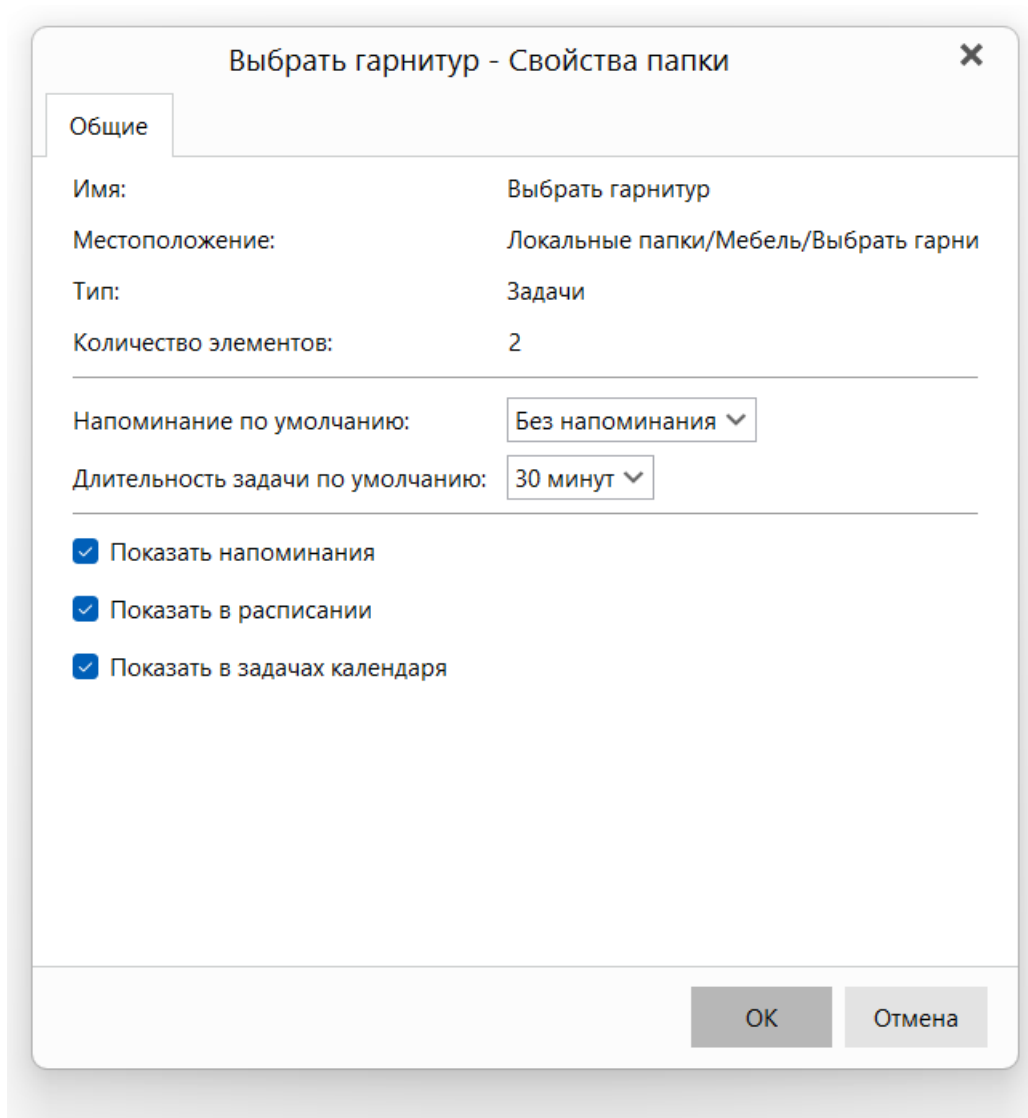 Выбрать гарнитур - Свойства папки
Общие
Имя: Выбрать гарнитур
Местоположение: Локальные папки/Мебель/Выбрать гарни
Тип: Задачи
Количество элементов: 2
Напоминание по умолчанию: Без напоминания
Длительность задачи по умолчанию: 30 минут
Показать напоминания
Показать в расписании
Показать в задачах календаря
ОК Отмена